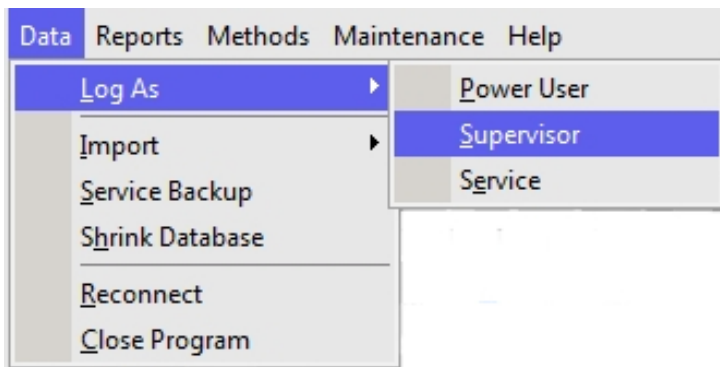 Data Reports Methods Maintenance Help
Log As
Power User
Supervisor
Service
Import
Service Backup
Shrink Database
Reconnect
Close Program